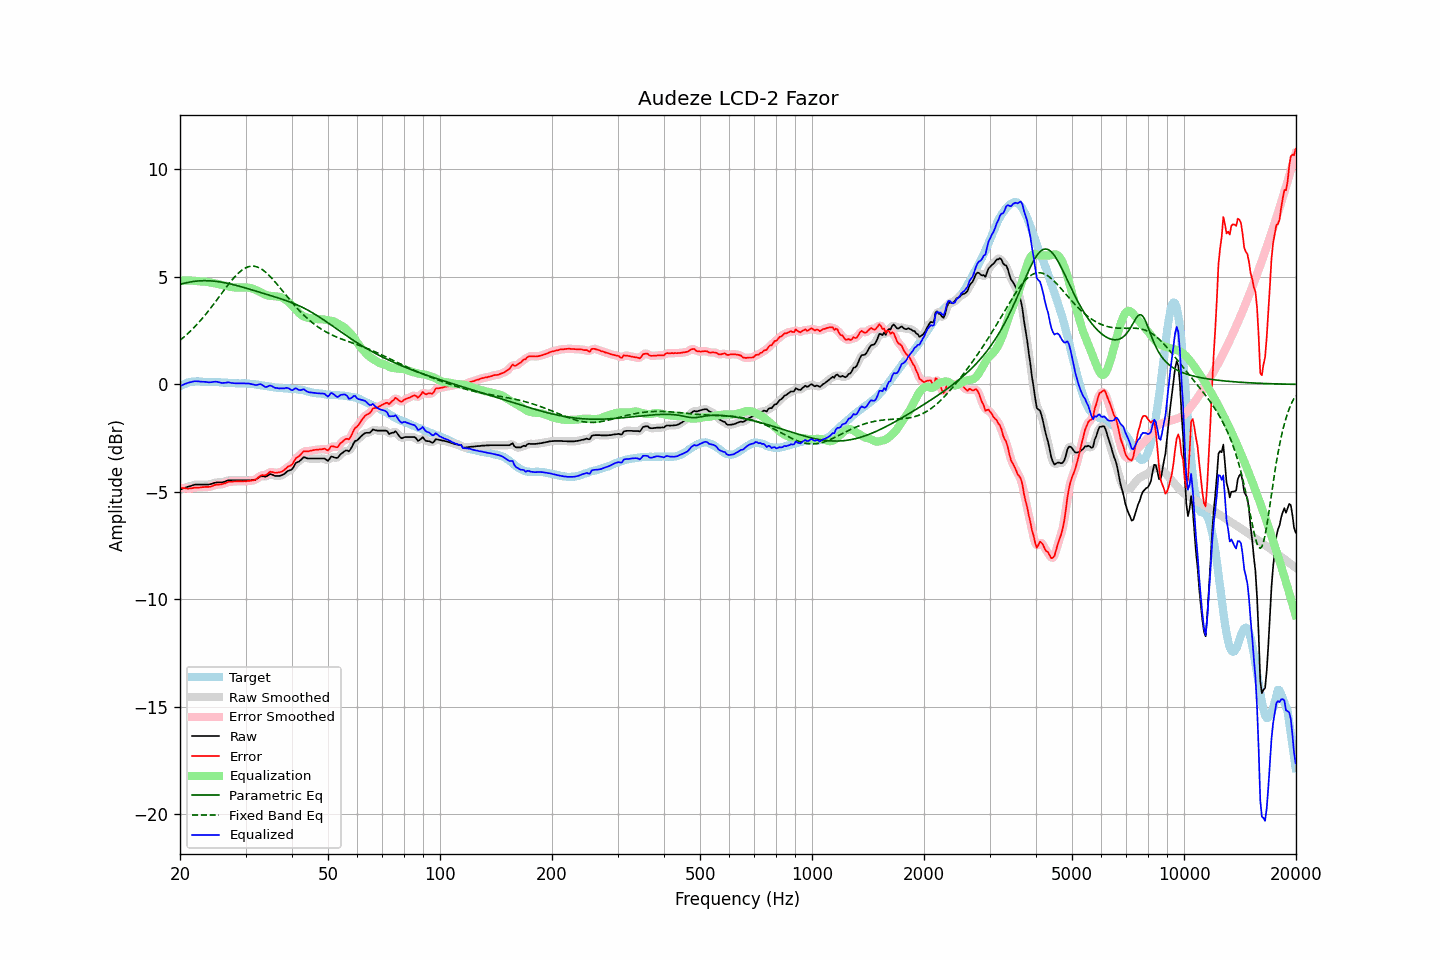 Audeze LCD-2 Fazor
Amplitude (dBr)
10
5
0
−5
−10
−15
−20
Target
Raw Smoothed
Error Smoothed
Raw
Error
Equalization
Parametric Eq
Fixed Band Eq
Equalized
20 50 100 200 500 1000 2000 5000 10000 20000
Frequency (Hz)